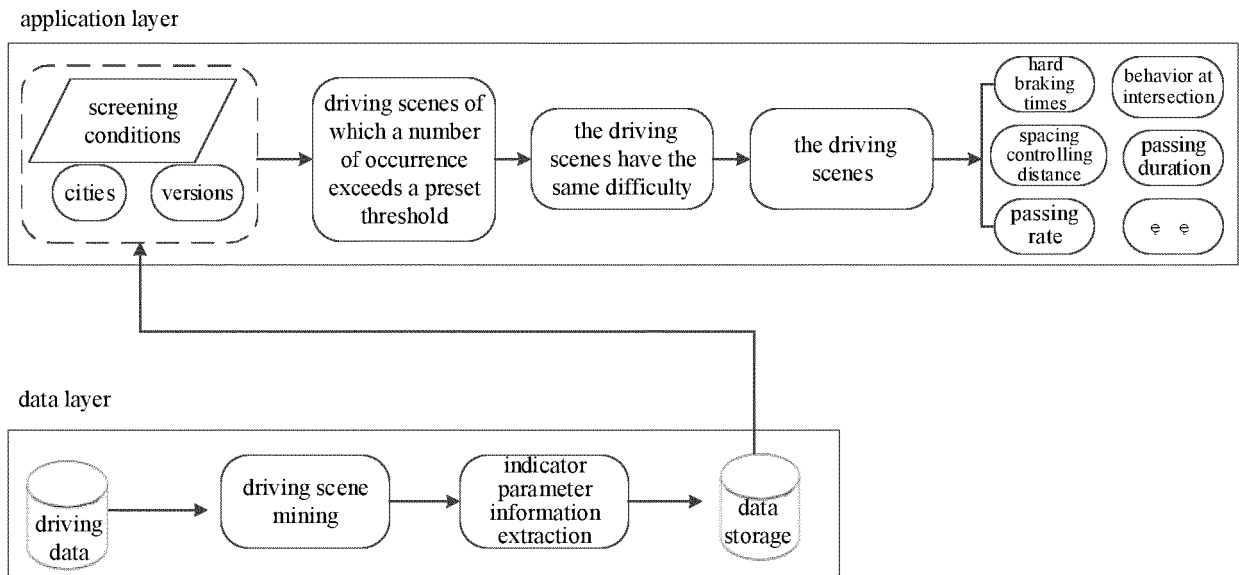 application layer
screening
conditions
cities
versions
driving scenes of
which a number
of occurrence
exceeds a preset
threshold
the driving
scenes have the
same difficulty
the driving
scenes
hard
braking
times
behavior at
intersection
spacing
controlling
distance
passing
duration
passing
rate
e e
data layer
driving
data
driving scene
mining
indicator
parameter
information
extraction
data
storage